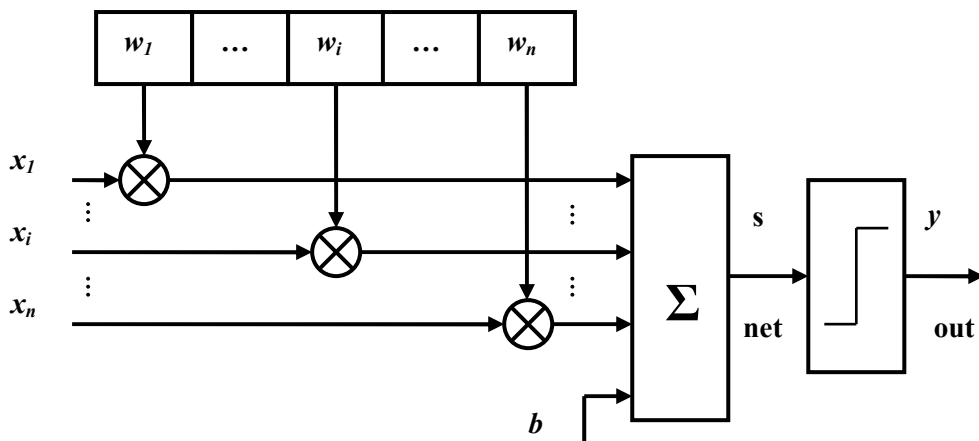 w₁ ... wᵢ ... wₙ
x₁
⋮ ⋮
xᵢ
⋮ ⋮
xₙ
Σ
s
net
y
out
b